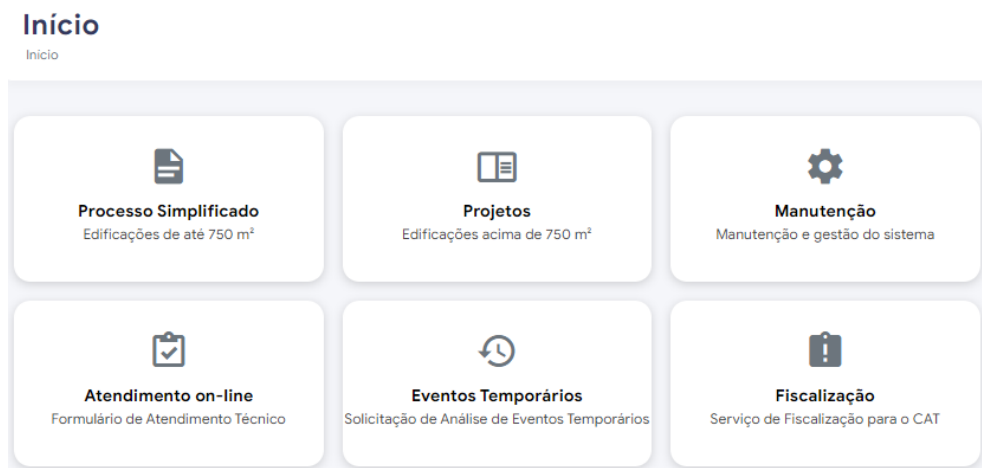 Início
Início
Processo Simplificado
Edificações de até 750 m²
Projetos
Edificações acima de 750 m²
Manutenção
Manutenção e gestão do sistema
Atendimento on-line
Formulário de Atendimento Técnico
Eventos Temporários
Solicitação de Análise de Eventos Temporários
Fiscalização
Serviço de Fiscalização para o CAT